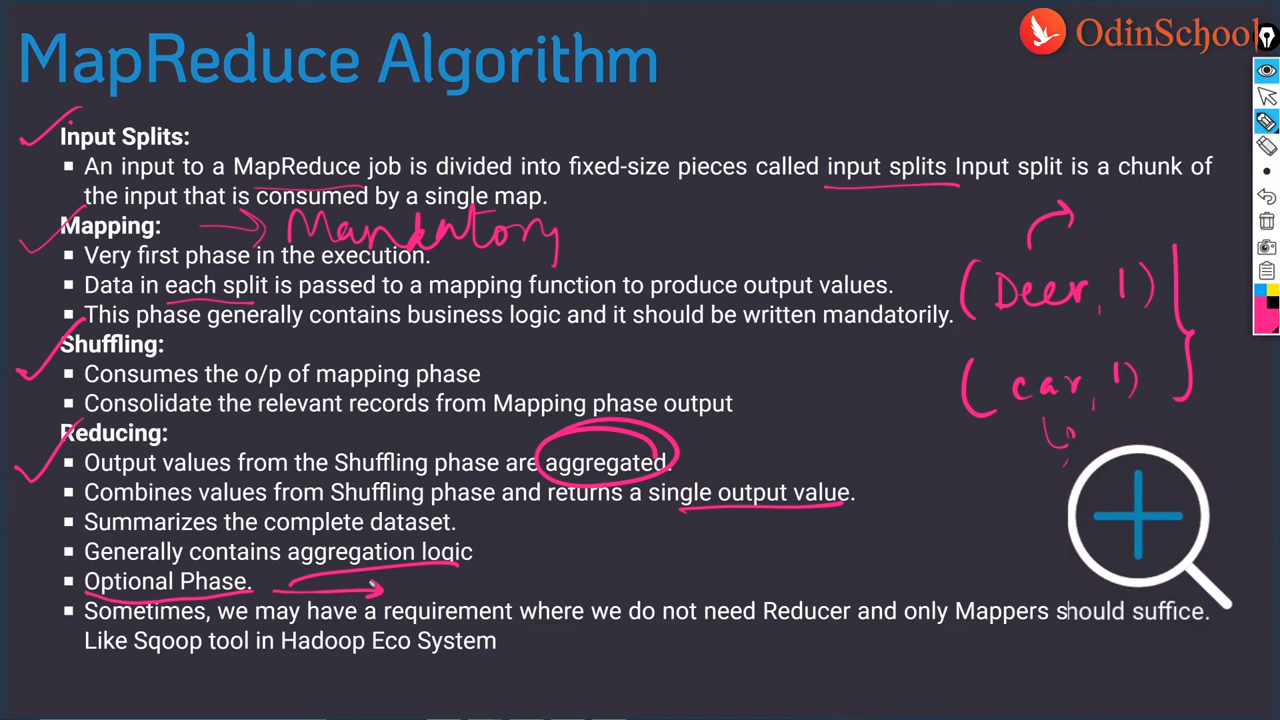 MapReduce Algorithm
OdinSchool
Input Splits:
▪ An input to a MapReduce job is divided into fixed-size pieces called input splits Input split is a chunk of
the input that is consumed by a single map.
Mapping: → Mandatory
▪ Very first phase in the execution.
▪ Data in each split is passed to a mapping function to produce output values.
(Deer, 1)
▪ This phase generally contains business logic and it should be written mandatorily.
Shuffling:
▪ Consumes the o/p of mapping phase
(car, 1)
▪ Consolidate the relevant records from Mapping phase output
Reducing:
▪ Output values from the Shuffling phase are aggregated.
▪ Combines values from Shuffling phase and returns a single output value.
▪ Summarizes the complete dataset.
▪ Generally contains aggregation logic
▪ Optional Phase.
▪ Sometimes, we may have a requirement where we do not need Reducer and only Mappers should suffice.
Like Sqoop tool in Hadoop Eco System